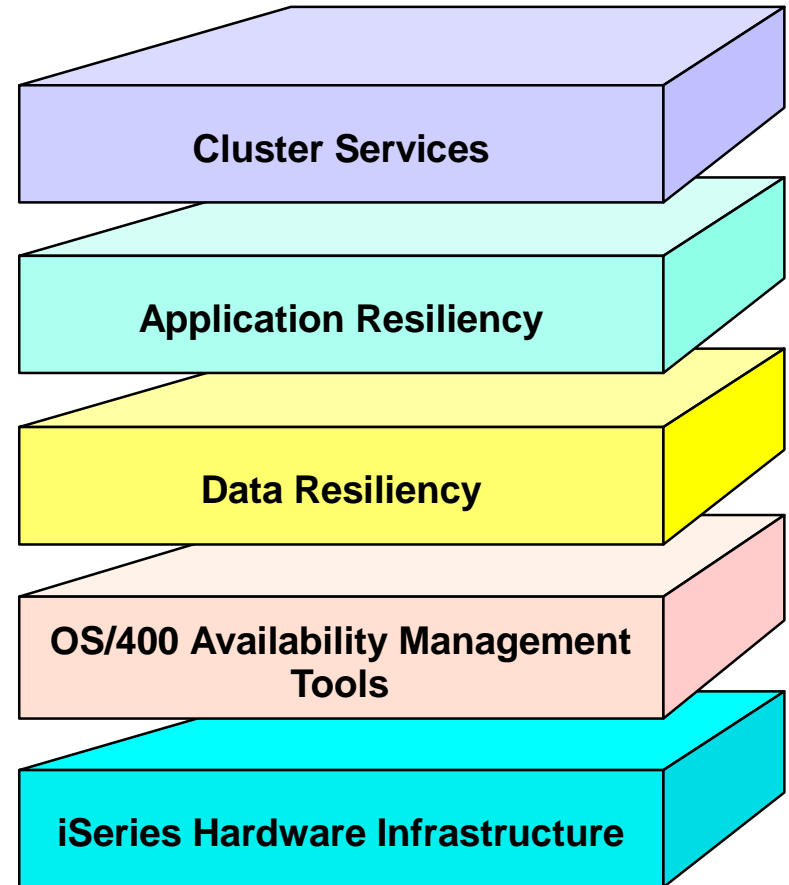 Cluster Services
Application Resiliency
Data Resiliency
OS/400 Availability Management
Tools
iSeries Hardware Infrastructure